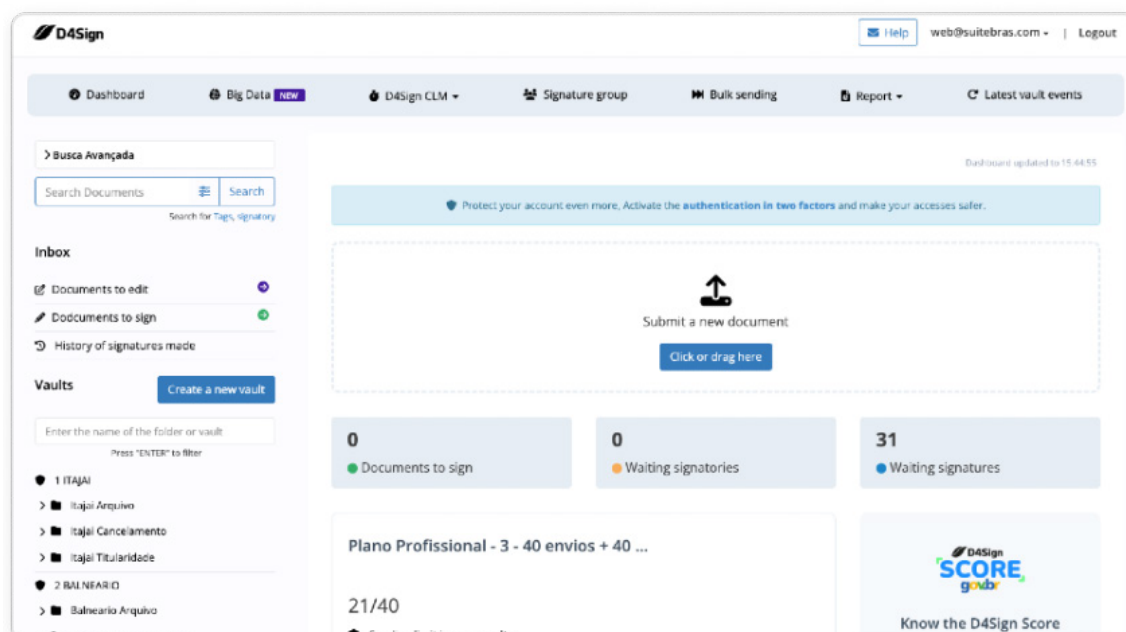 D4Sign
Help web@suitebras.com | Logout
Dashboard Big Data NEW D4Sign CLM Signature group Bulk sending Report Latest vault events
Busca Avançada
Dashboard updated to 15:44:55
Search Documents Search
Search for Tags, signatory
Protect your account even more, Activate the authentication in two factors and make your accesses safer.
Inbox
Documents to edit
Dodcuments to sign
History of signatures made
Submit a new document
Click or drag here
Vaults Create a new vault
Enter the name of the folder or vault
Press "ENTER" to filter
1 ITAJAI
Itajai Arquivo
Itajai Cancelamento
Itajai Titularidade
2 BALNEARIO
Balneario Arquivo
0
Documents to sign
0
Waiting signatories
31
Waiting signatures
Plano Profissional - 3 - 40 envios + 40 ...
21/40
D4Sign
SCORE
govbr
Know the D4Sign Score